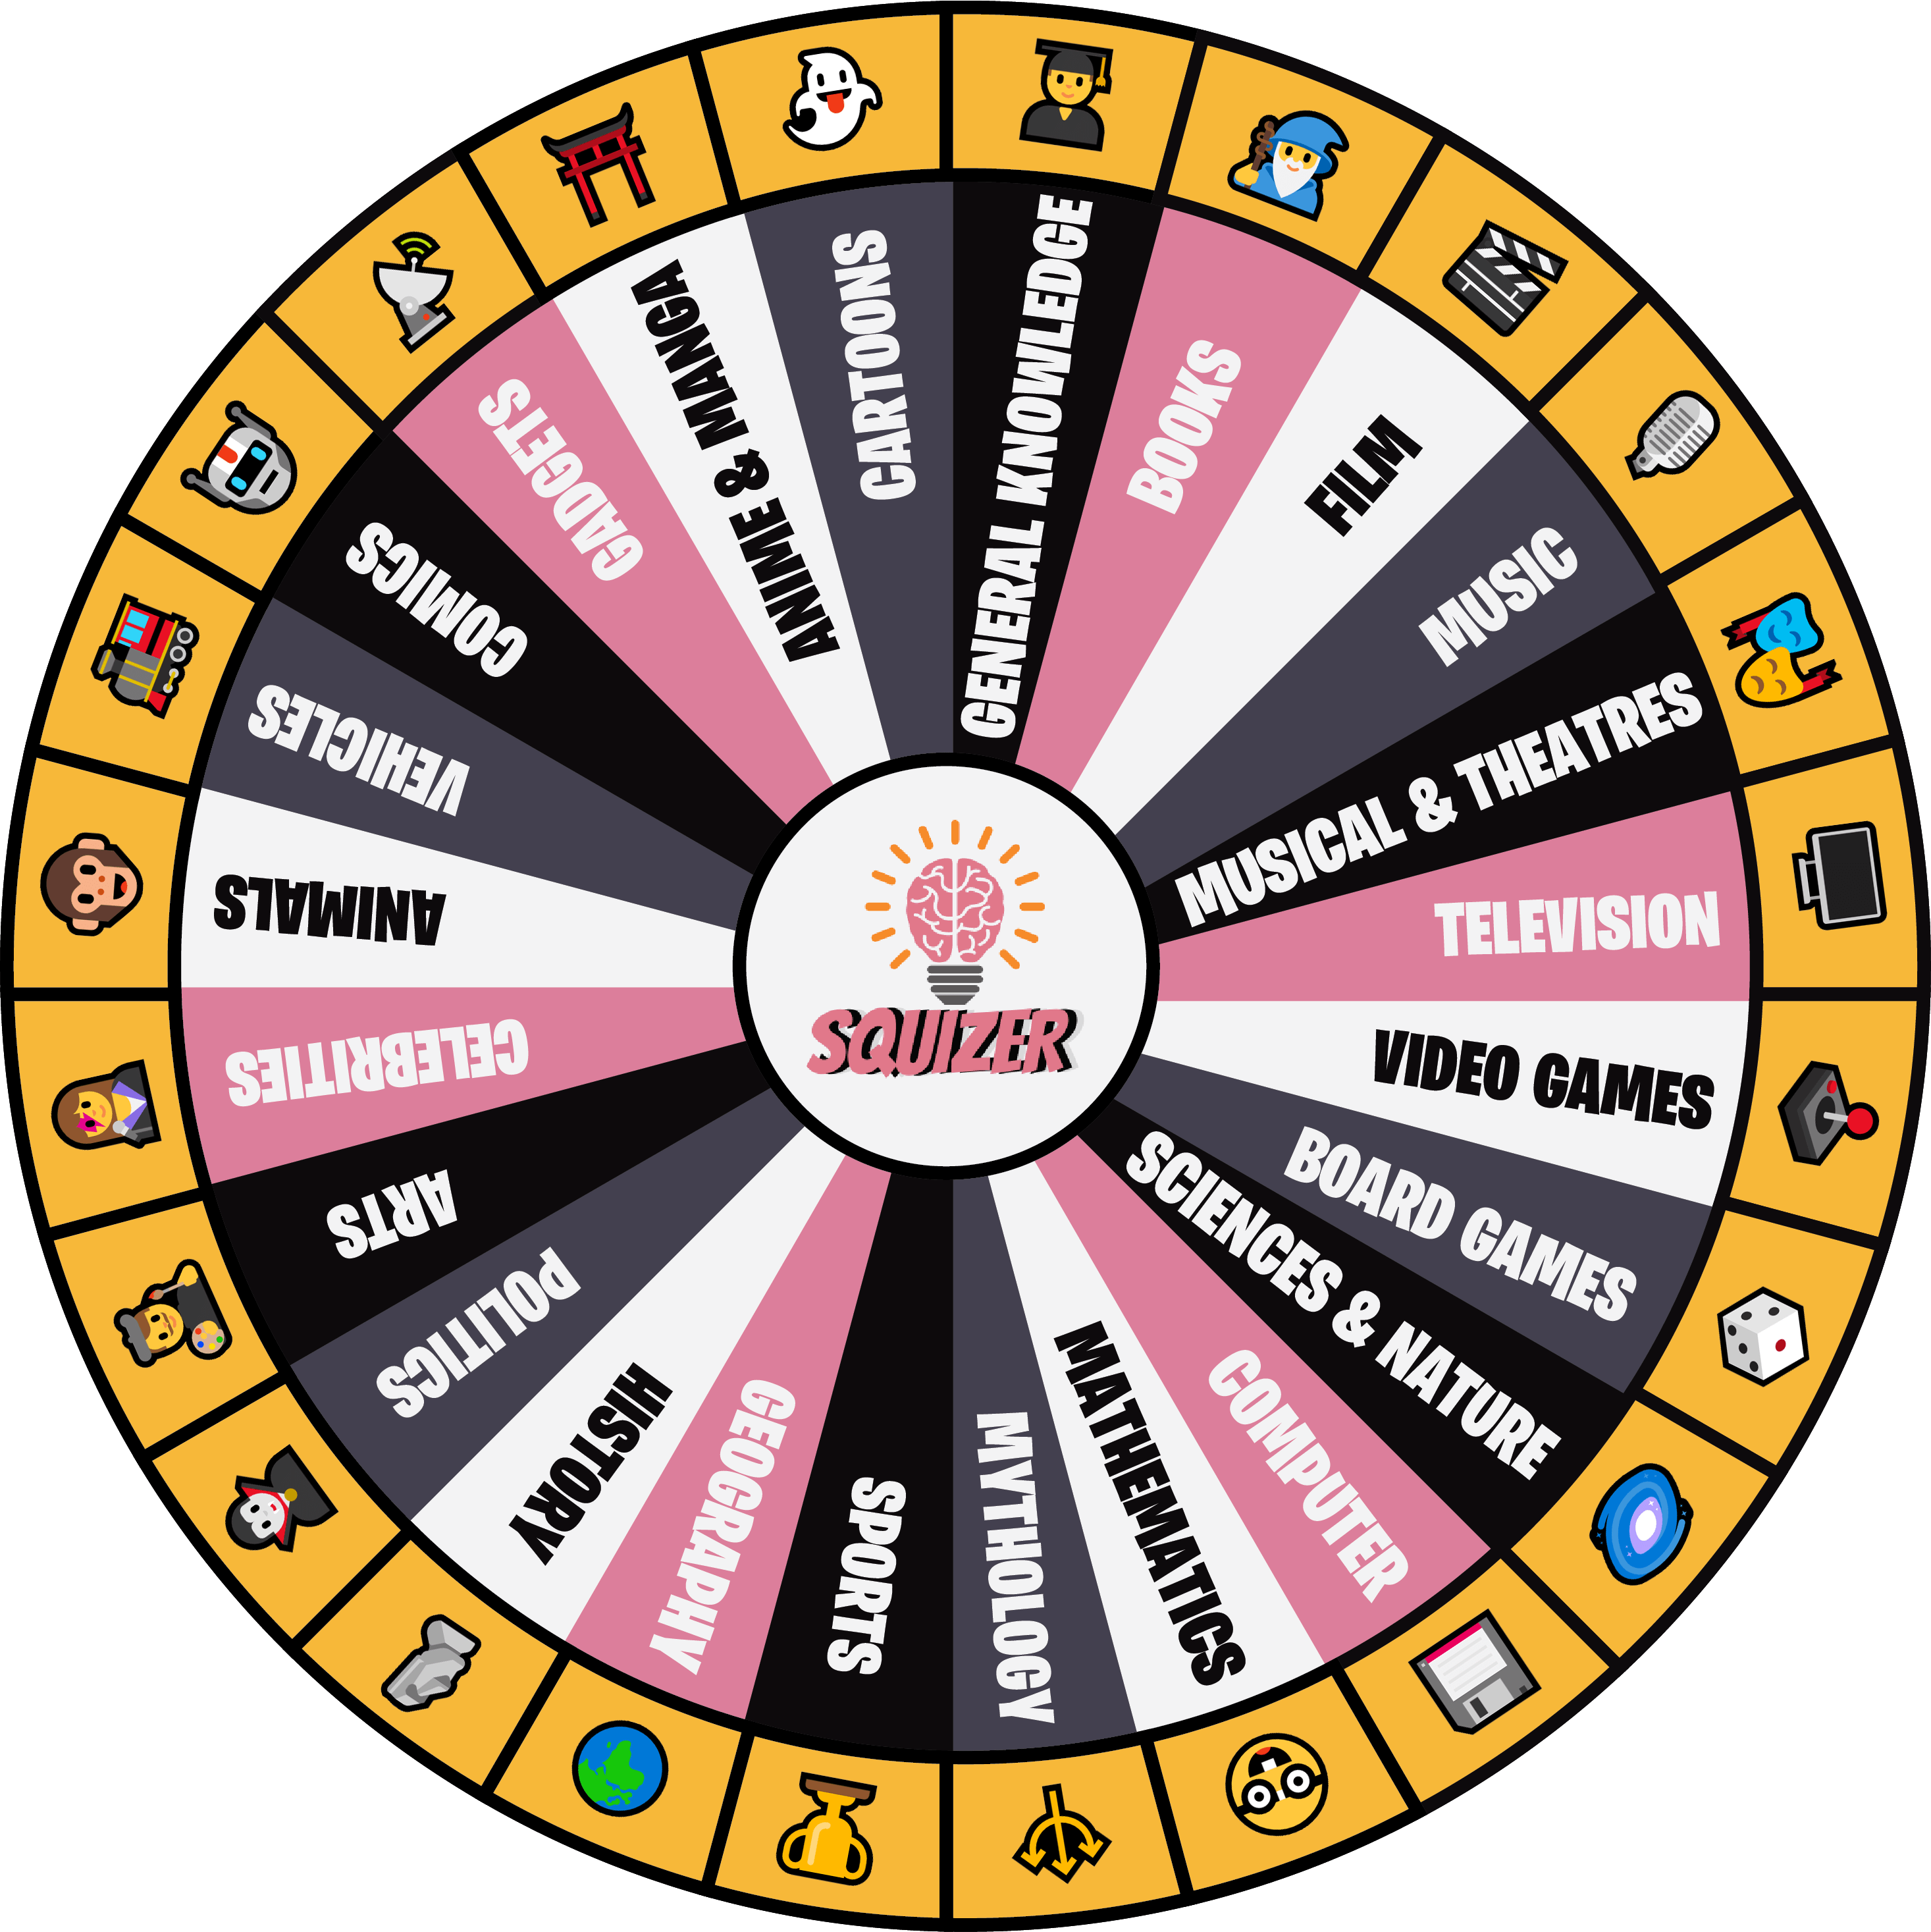 GENERAL KNOWLEDGE
BOOKS
FILM
MUSIC
MUSICAL & THEATRES
TELEVISION
VIDEO GAMES
BOARD GAMES
SCIENCES & NATURE
COMPUTER
MATHEMATICS
MYTHOLOGY
SPORTS
GEOGRAPHY
HISTORY
POLITICS
ARTS
CELEBRITIES
ANIMALS
VEHICLES
COMICS
GADGETS
ANIME & MANGA
CARTOONS
SQUIZER